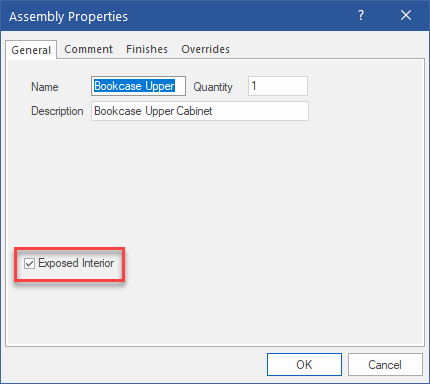 Assembly Properties ?
General Comment Finishes Overrides
Name Bookcase Upper Quantity 1
Description Bookcase Upper Cabinet
Exposed Interior
OK Cancel